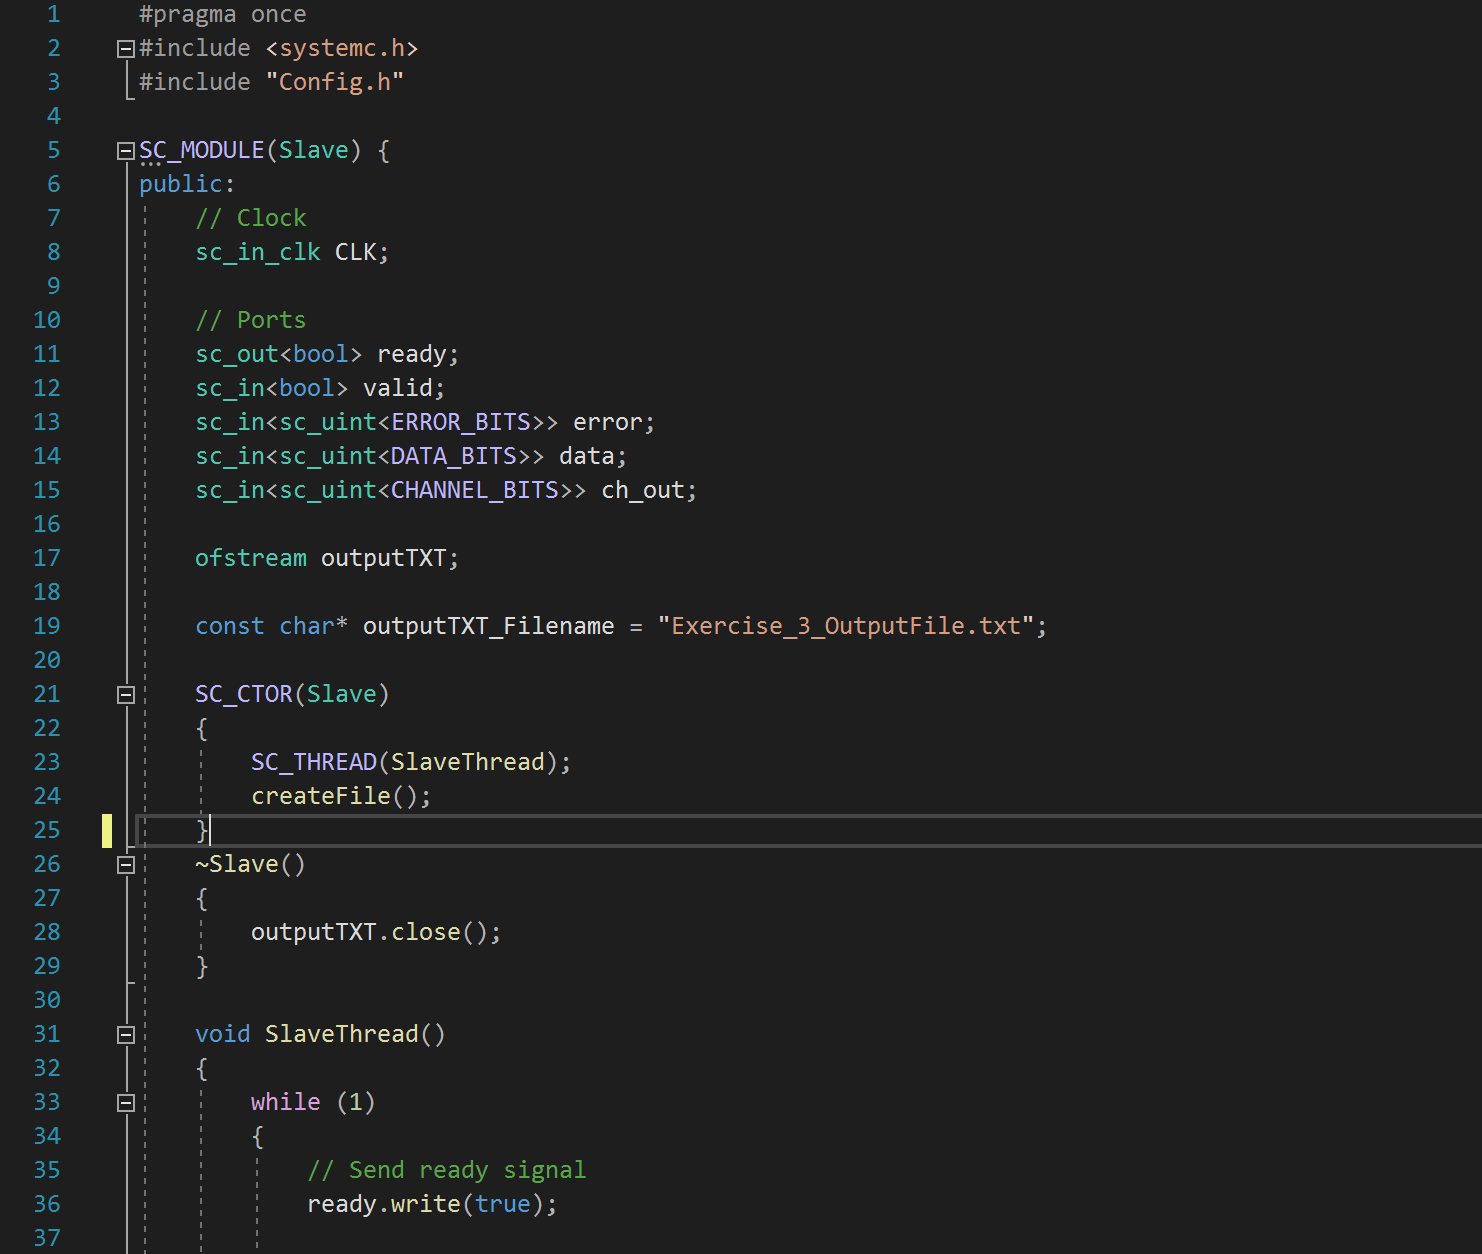 1 #pragma once
2 #include <systemc.h>
3 #include "Config.h"
4
5 SC_MODULE(Slave) {
6 public:
7     // Clock
8     sc_in_clk CLK;
9
10     // Ports
11     sc_out<bool> ready;
12     sc_in<bool> valid;
13     sc_in<sc_uint<ERROR_BITS>> error;
14     sc_in<sc_uint<DATA_BITS>> data;
15     sc_in<sc_uint<CHANNEL_BITS>> ch_out;
16
17     ofstream outputTXT;
18
19     const char* outputTXT_Filename = "Exercise_3_OutputFile.txt";
20
21     SC_CTOR(Slave)
22     {
23         SC_THREAD(SlaveThread);
24         createFile();
25     }
26     ~Slave()
27     {
28         outputTXT.close();
29     }
30
31     void SlaveThread()
32     {
33         while (1)
34         {
35             // Send ready signal
36             ready.write(true);
37